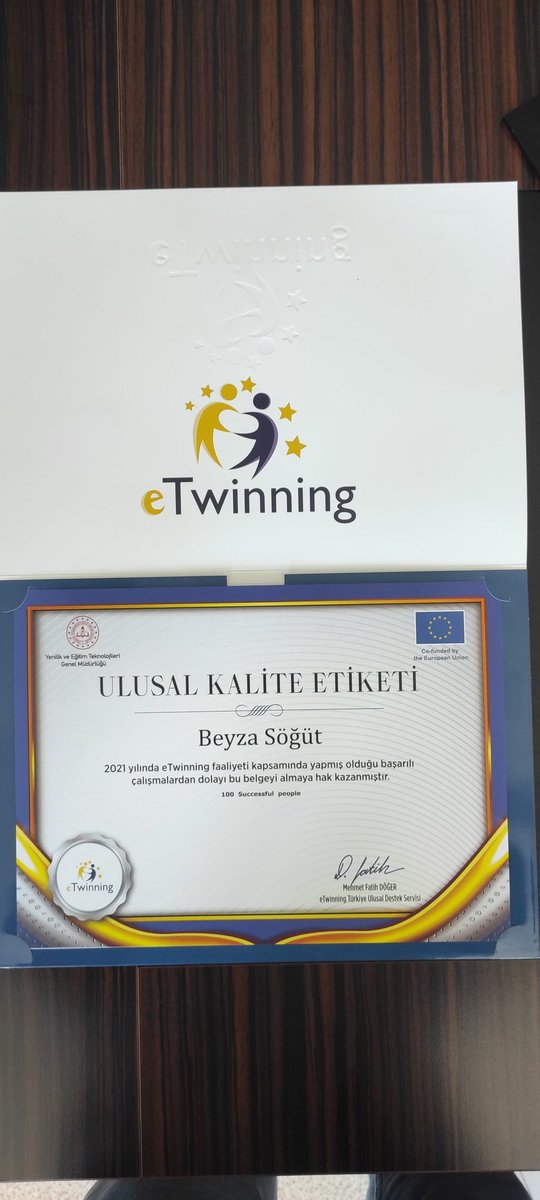 eTwinning
eTwinning
Yenilik ve Eğitim Teknolojileri
Genel Müdürlüğü
Co-funded by
the European Union
ULUSAL KALİTE ETİKETİ
Beyza Söğüt
2021 yılında eTwinning faaliyeti kapsamında yapmış olduğu başarılı
çalışmalardan dolayı bu belgeyi almaya hak kazanmıştır.
100 Successful people
eTwinning
D. Fatih
Mehmet Fatih DÖĞER
eTwinning Türkiye Ulusal Destek Servisi